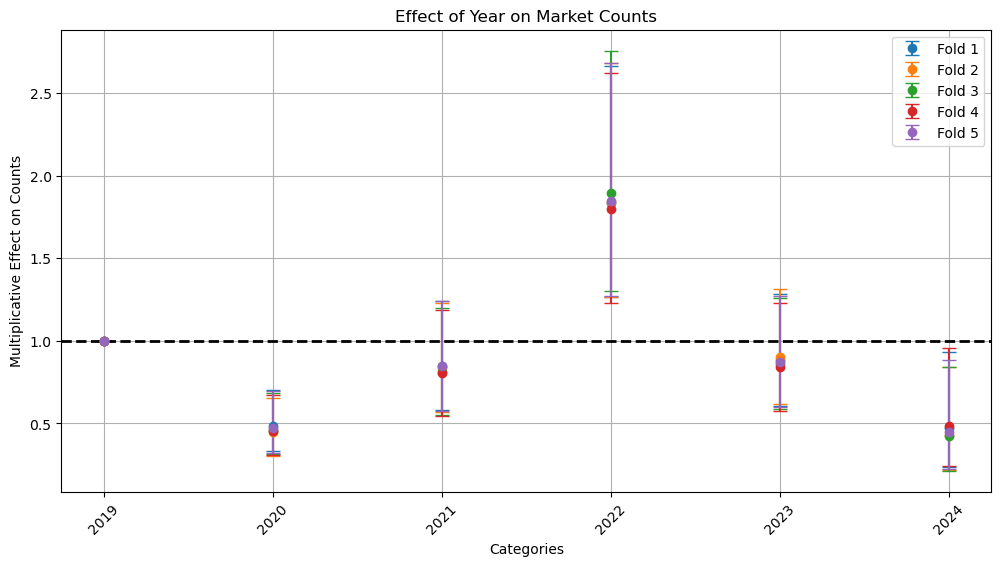 Effect of Year on Market Counts
Multiplicative Effect on Counts
2.5
2.0
1.5
1.0
0.5
Fold 1
Fold 2
Fold 3
Fold 4
Fold 5
2019
2020
2021
2022
2023
2024
Categories